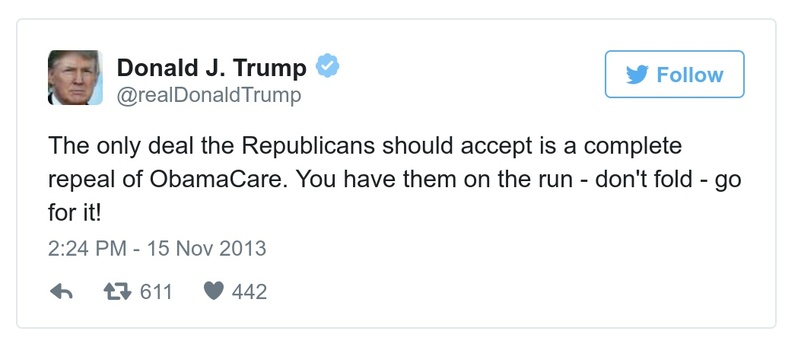 Donald J. Trump
@realDonaldTrump
Follow
The only deal the Republicans should accept is a complete
repeal of ObamaCare. You have them on the run - don't fold - go
for it!
2:24 PM - 15 Nov 2013
611 442